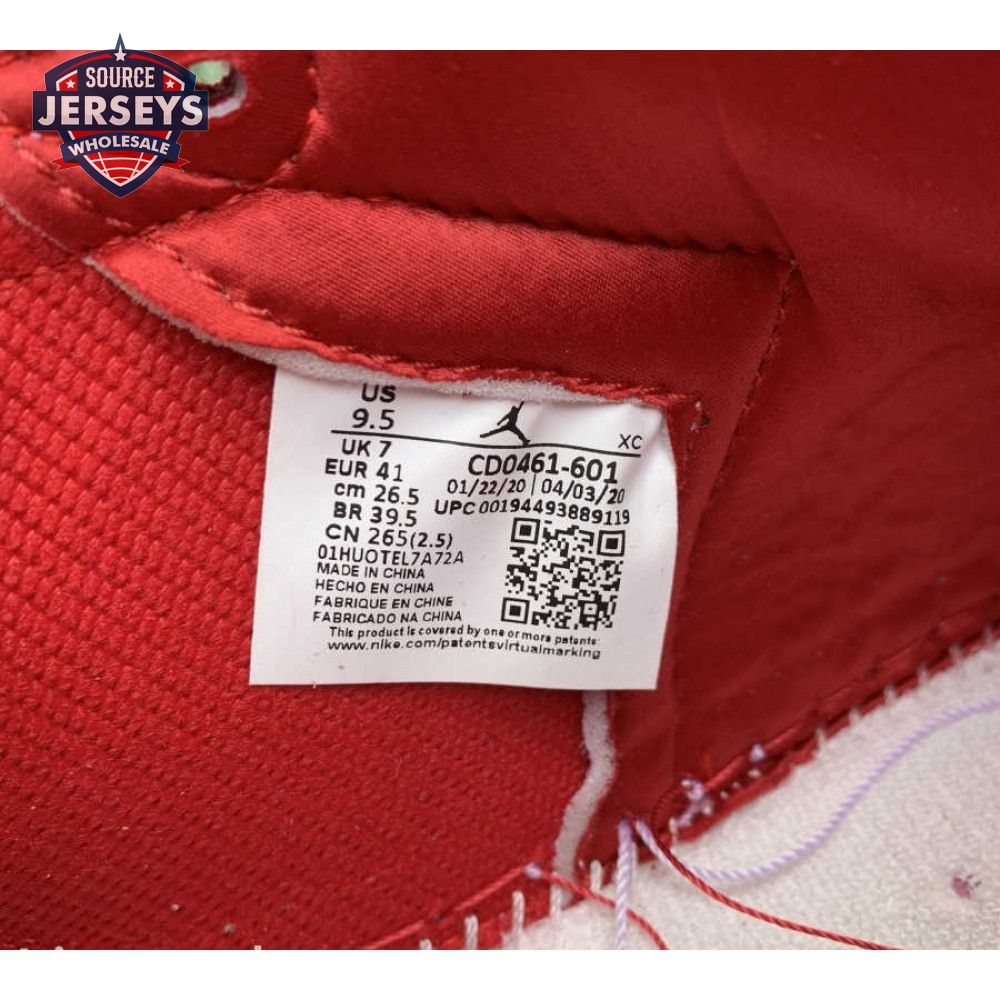 SOURCE
JERSEYS
WHOLESALE
US
9.5
XC
UK 7
EUR 41
cm 26.5
BR 39.5
CN 265(2.5)
CD0461-601
01/22/20 04/03/20
UPC 00194493889119
01HUOTEL7A72A
MADE IN CHINA
HECHO EN CHINA
FABRIQUE EN CHINE
FABRICADO NA CHINA
This product is covered by one or more patents:
www.nike.com/patentsvirtualmarking